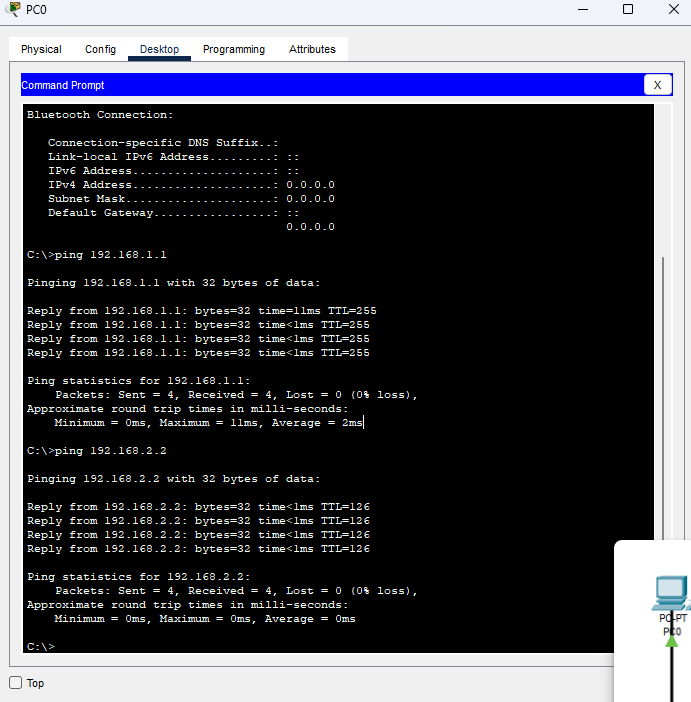 PC0
Physical Config Desktop Programming Attributes
Command Prompt X
Bluetooth Connection:
Connection-specific DNS Suffix..:
Link-local IPv6 Address.........: ::
IPv6 Address....................: ::
IPv4 Address....................: 0.0.0.0
Subnet Mask.....................: 0.0.0.0
Default Gateway.................: ::
0.0.0.0
C:\>ping 192.168.1.1
Pinging 192.168.1.1 with 32 bytes of data:
Reply from 192.168.1.1: bytes=32 time=11ms TTL=255
Reply from 192.168.1.1: bytes=32 time<1ms TTL=255
Reply from 192.168.1.1: bytes=32 time<1ms TTL=255
Reply from 192.168.1.1: bytes=32 time<1ms TTL=255
Ping statistics for 192.168.1.1:
Packets: Sent = 4, Received = 4, Lost = 0 (0% loss),
Approximate round trip times in milli-seconds:
Minimum = 0ms, Maximum = 11ms, Average = 2ms
C:\>ping 192.168.2.2
Pinging 192.168.2.2 with 32 bytes of data:
Reply from 192.168.2.2: bytes=32 time<1ms TTL=126
Reply from 192.168.2.2: bytes=32 time<1ms TTL=126
Reply from 192.168.2.2: bytes=32 time<1ms TTL=126
Reply from 192.168.2.2: bytes=32 time<1ms TTL=126
Ping statistics for 192.168.2.2:
Packets: Sent = 4, Received = 4, Lost = 0 (0% loss),
Approximate round trip times in milli-seconds:
Minimum = 0ms, Maximum = 0ms, Average = 0ms
C:\>
PC-PT
PC0
Top